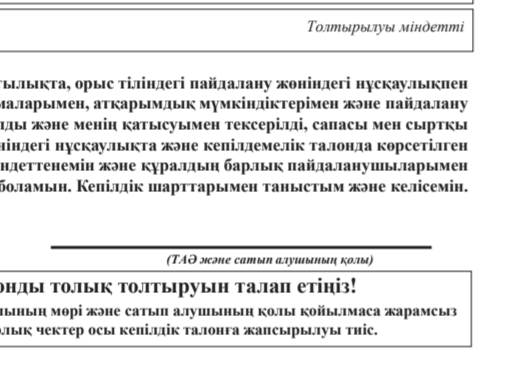 Толтырылуы міндетті
тылықта, орыс тіліндегі пайдалану жөніндегі нұсқаулықпен
маларымен, атқарымдық мүмкіндіктерімен және пайдалану
лды және менің қатысуымен тексерілді, сапасы мен сыртқы
ніндегі нұсқаулықта және кепілдемелік талонда көрсетілген
ндеттенемін және құралдың барлық пайдаланушыларымен
боламын. Кепілдік шарттарымен таныстым және келісемін.
(ТАӘ және сатып алушының қолы)
онды толық толтыруын талап етіңіз!
ының мөрі және сатып алушының қолы қойылмаса жарамсыз
олық чектер осы кепілдік талонға жапсырылуы тиіс.